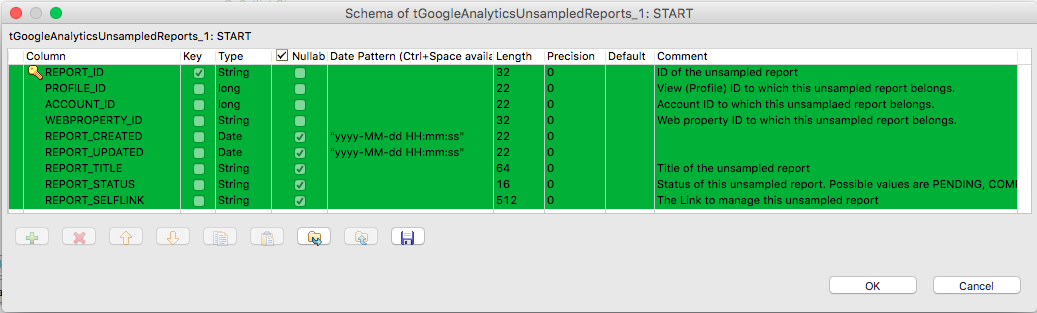 Schema of tGoogleAnalyticsUnsampledReports_1: START
tGoogleAnalyticsUnsampledReports_1: START
Column Key Type Nullab Date Pattern (Ctrl+Space availa Length Precision Default Comment
REPORT_ID String 32 0 ID of the unsampled report
PROFILE_ID long 22 0 View (Profile) ID to which this unsampled report belongs.
ACCOUNT_ID long 22 0 Account ID to which this unsamplaed report belongs.
WEBPROPERTY_ID String 32 0 Web property ID to which this unsampled report belongs.
REPORT_CREATED Date "yyyy-MM-dd HH:mm:ss" 22 0
REPORT_UPDATED Date "yyyy-MM-dd HH:mm:ss" 22 0
REPORT_TITLE String 64 0 Title of the unsampled report
REPORT_STATUS String 16 0 Status of this unsampled report. Possible values are PENDING, COMI
REPORT_SELFLINK String 512 0 The Link to manage this unsampled report
OK Cancel